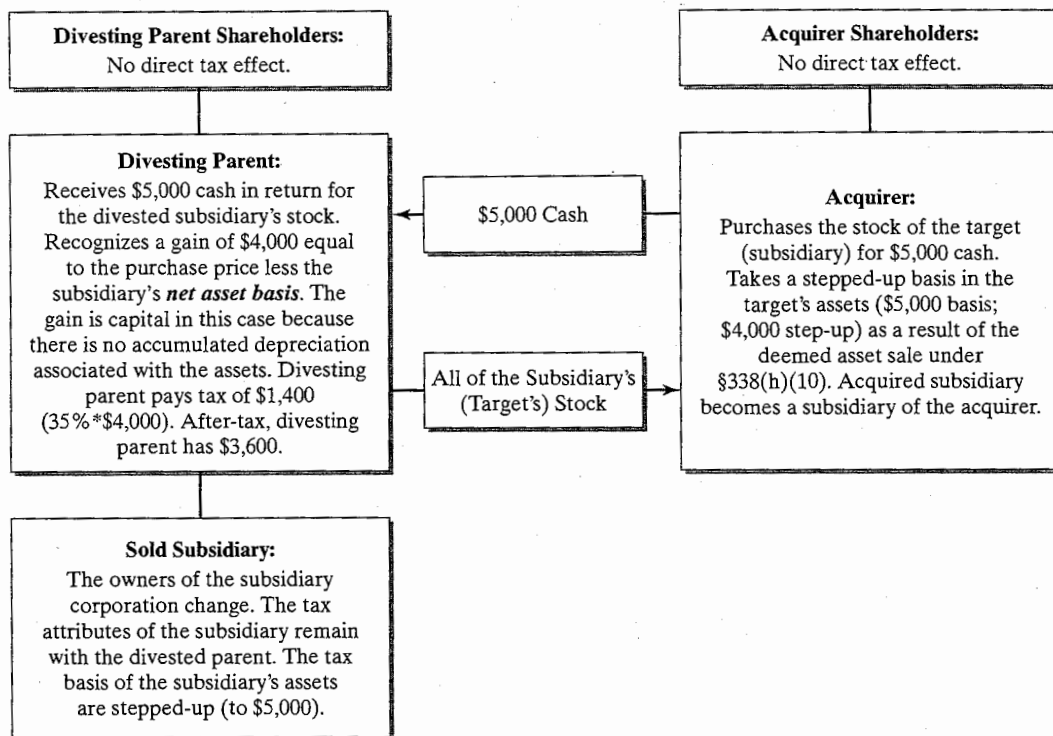 Divesting Parent Shareholders:
No direct tax effect.
Acquirer Shareholders:
No direct tax effect.
Divesting Parent:
Receives $5,000 cash in return for
the divested subsidiary's stock.
Recognizes a gain of $4,000 equal
to the purchase price less the
subsidiary's net asset basis. The
gain is capital in this case because
there is no accumulated depreciation
associated with the assets. Divesting
parent pays tax of $1,400
(35%*$4,000). After-tax, divesting
parent has $3,600.
$5,000 Cash
All of the Subsidiary's
(Target's) Stock
Acquirer:
Purchases the stock of the target
(subsidiary) for $5,000 cash.
Takes a stepped-up basis in the
target's assets ($5,000 basis;
$4,000 step-up) as a result of the
deemed asset sale under
§338(h)(10). Acquired subsidiary
becomes a subsidiary of the acquirer.
Sold Subsidiary:
The owners of the subsidiary
corporation change. The tax
attributes of the subsidiary remain
with the divested parent. The tax
basis of the subsidiary's assets
are stepped-up (to $5,000).